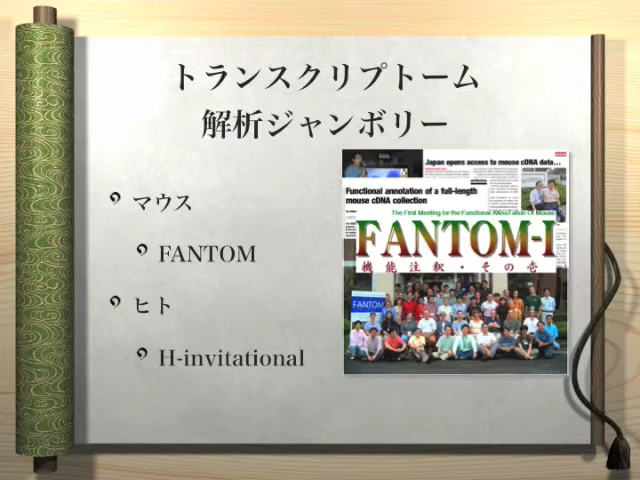 トランスクリプトーム
解析ジャンボリー
マウス
FANTOM
ヒト
H-invitational
Japan opens access to mouse cDNA data...
Functional annotation of a full-length
mouse cDNA collection
The First Meeting for the Functional Annotation Of Mouse
FANTOM-I
機能注釈・その壱
FANTOM